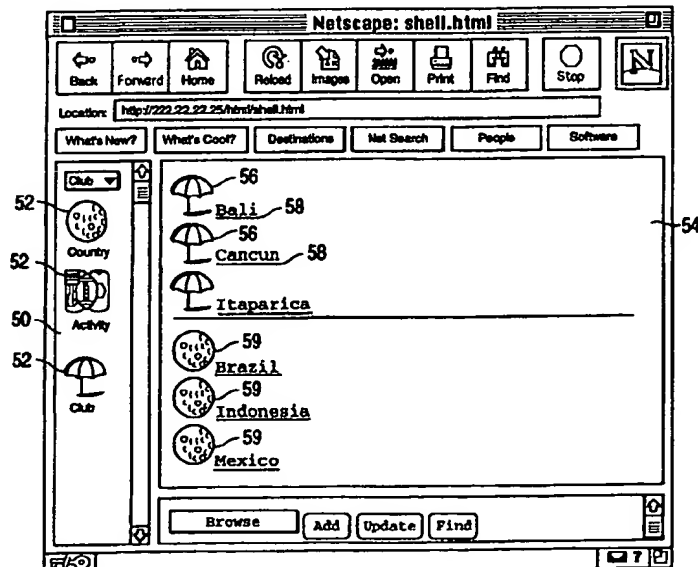 Netscape: shell.html
Back Forward Home Reload Images Open Print Find Stop N
Location: http://222.22.22.25/html/shell.html
What's New? What's Cool? Destinations Net Search People Software
Club
52
Country
52
Activity
50
52
Club
56
Bali 58
54
56
Cancun 58
Itaparica
59
Brazil
59
Indonesia
59
Mexico
Browse Add Update Find
?